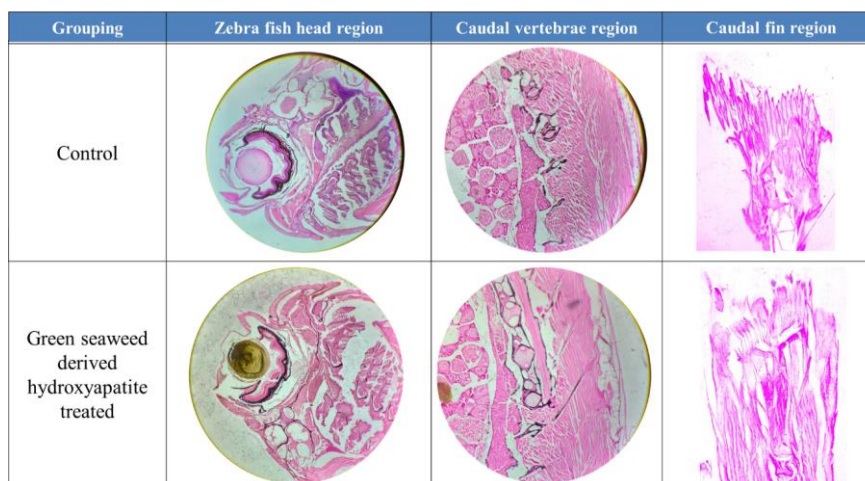 Grouping
Zebra fish head region
Caudal vertebrae region
Caudal fin region
Control
Green seaweed
derived
hydroxyapatite
treated